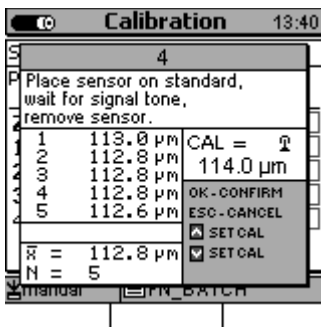 Calibration 13:40
4
Place sensor on standard,
wait for signal tone,
remove sensor.
1 113.0 µm
2 112.8 µm
3 112.8 µm
4 112.8 µm
5 112.6 µm
x̄ = 112.8 µm
N = 5
CAL =
114.0 µm
OK-CONFIRM
ESC-CANCEL
SET CAL
SET CAL
manual FN_BATCH